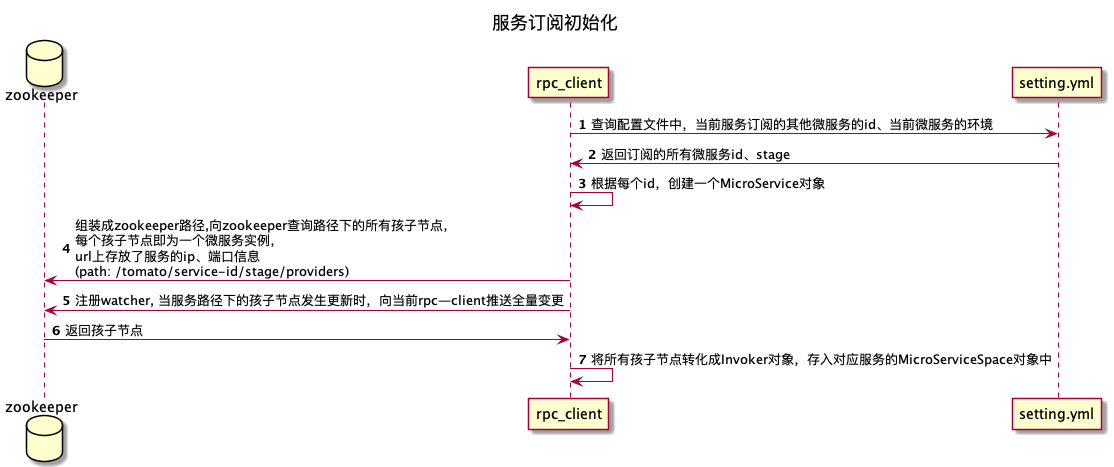 服务订阅初始化
zookeeper
rpc_client
setting.yml
1 查询配置文件中，当前服务订阅的其他微服务的id、当前微服务的环境
2 返回订阅的所有微服务id、stage
3 根据每个id，创建一个MicroService对象
组装成zookeeper路径,向zookeeper查询路径下的所有孩子节点，
每个孩子节点即为一个微服务实例，
4
url上存放了服务的ip、端口信息
(path: /tomato/service-id/stage/providers)
5 注册watcher, 当服务路径下的孩子节点发生更新时，向当前rpc—client推送全量变更
6 返回孩子节点
7 将所有孩子节点转化成Invoker对象，存入对应服务的MicroServiceSpace对象中
zookeeper
rpc_client
setting.yml